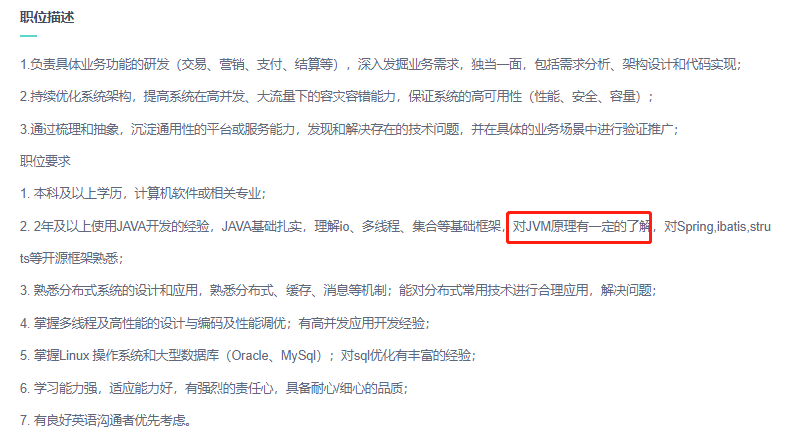 职位描述
1.负责具体业务功能的研发（交易、营销、支付、结算等），深入发掘业务需求，独当一面，包括需求分析、架构设计和代码实现；
2.持续优化系统架构，提高系统在高并发、大流量下的容灾容错能力，保证系统的高可用性（性能、安全、容量）；
3.通过梳理和抽象，沉淀通用性的平台或服务能力，发现和解决存在的技术问题，并在具体的业务场景中进行验证推广；
职位要求
1. 本科及以上学历，计算机软件或相关专业；
2. 2年及以上使用JAVA开发的经验，JAVA基础扎实，理解io、多线程、集合等基础框架，对JVM原理有一定的了解，对Spring,ibatis,stru
ts等开源框架熟悉；
3. 熟悉分布式系统的设计和应用，熟悉分布式、缓存、消息等机制；能对分布式常用技术进行合理应用，解决问题；
4. 掌握多线程及高性能的设计与编码及性能调优；有高并发应用开发经验；
5. 掌握Linux 操作系统和大型数据库（Oracle、MySql）；对sql优化有丰富的经验；
6. 学习能力强，适应能力好，有强烈的责任心，具备耐心/细心的品质；
7. 有良好英语沟通者优先考虑。